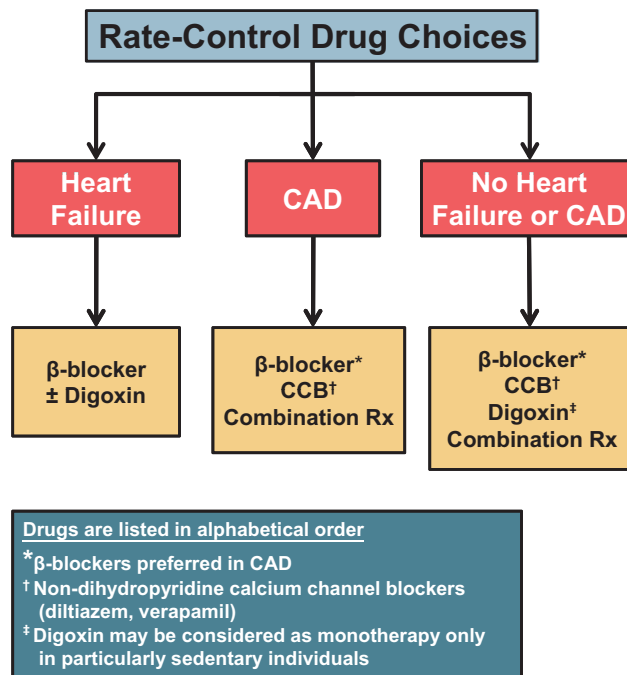 Rate-Control Drug Choices
Heart
Failure
CAD
No Heart
Failure or CAD
β-blocker
± Digoxin
β-blocker*
CCB†
Combination Rx
β-blocker*
CCB†
Digoxin‡
Combination Rx
Drugs are listed in alphabetical order
*β-blockers preferred in CAD
† Non-dihydropyridine calcium channel blockers
(diltiazem, verapamil)
‡ Digoxin may be considered as monotherapy only
in particularly sedentary individuals